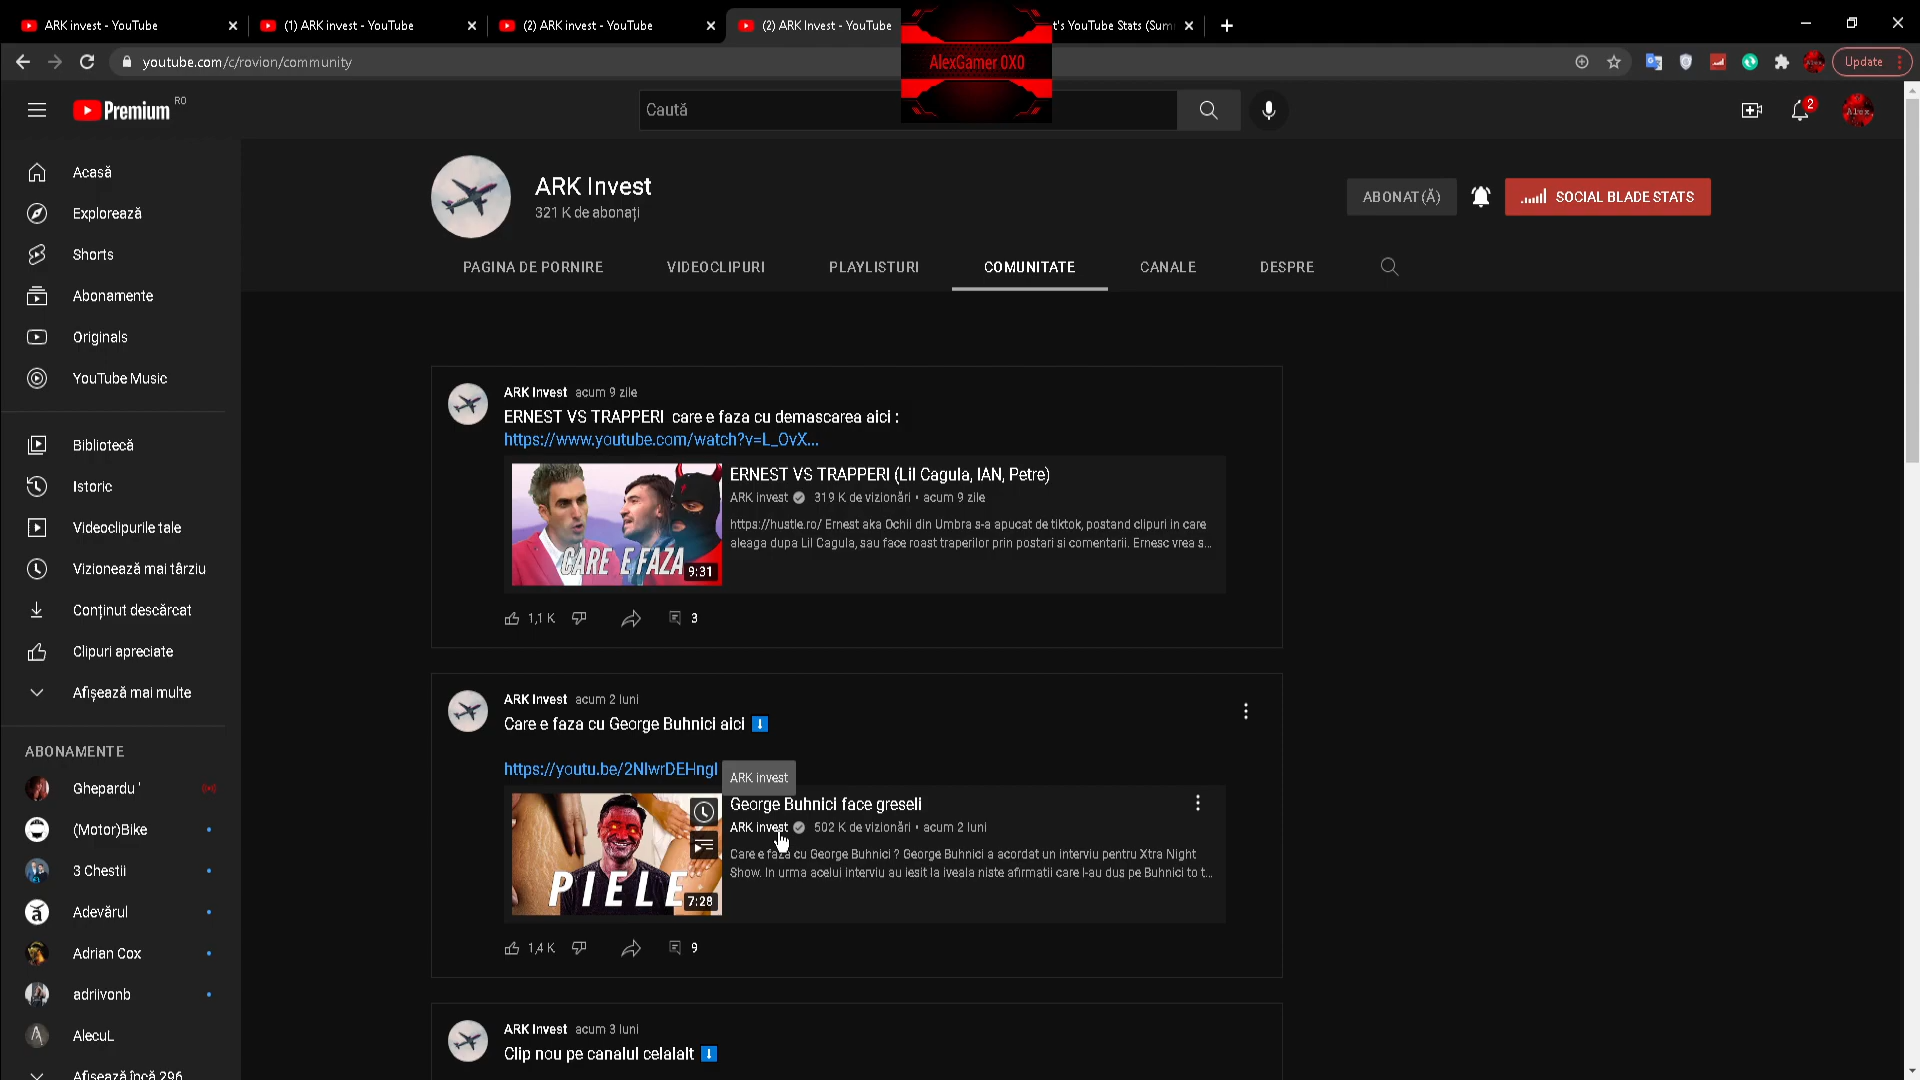 ARK invest - YouTube
(1) ARK invest - YouTube
(2) ARK invest - YouTube
(2) ARK Invest - YouTube
t's YouTube Stats (Sum
youtube.com/c/rovion/community
AlexGamer 0X0
Update
Premium RO
Caută
2
Alex
Acasă
Explorează
Shorts
Abonamente
Originals
YouTube Music
Bibliotecă
Istoric
Videoclipurile tale
Vizionează mai târziu
Conținut descărcat
Clipuri apreciate
Afișează mai multe
ABONAMENTE
Ghepardu '
(Motor)Bike
3 Chestii
Adevărul
Adrian Cox
adriivonb
AlecuL
Afișează încă 296
ARK Invest
321 K de abonați
ABONAT(Ă)
SOCIAL BLADE STATS
PAGINA DE PORNIRE
VIDEOCLIPURI
PLAYLISTURI
COMUNITATE
CANALE
DESPRE
ARK Invest acum 9 zile
ERNEST VS TRAPPERI care e faza cu demascarea aici :
https://www.youtube.com/watch?v=L_OvX...
CARE E FAZA
9:31
ERNEST VS TRAPPERI (Lil Cagula, IAN, Petre)
ARK invest 319 K de vizionări • acum 9 zile
https://hustle.ro/ Ernest aka Ochii din Umbra s-a apucat de tiktok, postand clipuri in care
aleaga dupa Lil Cagula, sau face roast traperilor prin postari si comentarii. Ernesc vrea s...
1,1 K
3
ARK Invest acum 2 luni
Care e faza cu George Buhnici aici
https://youtu.be/2NlwrDEHngI
ARK invest
PIELE
7:28
George Buhnici face greseli
ARK invest 502 K de vizionări • acum 2 luni
Care e faza cu George Buhnici ? George Buhnici a acordat un interviu pentru Xtra Night
Show. In urma acelui interviu au iesit la iveala niste afirmatii care l-au dus pe Buhnici to t...
1,4 K
9
ARK Invest acum 3 luni
Clip nou pe canalul celalalt